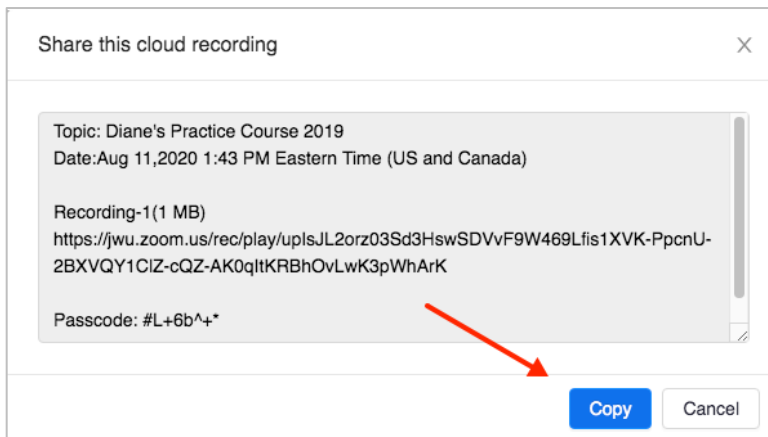 Share this cloud recording
Topic: Diane's Practice Course 2019
Date:Aug 11,2020 1:43 PM Eastern Time (US and Canada)
Recording-1(1 MB)
https://jwu.zoom.us/rec/play/uplsJL2orz03Sd3HswSDVvF9W469Lfis1XVK-PpcnU-
2BXVQY1ClZ-cQZ-AK0qItKRBhOvLwK3pWhArK
Passcode: #L+6b^+*
Copy
Cancel